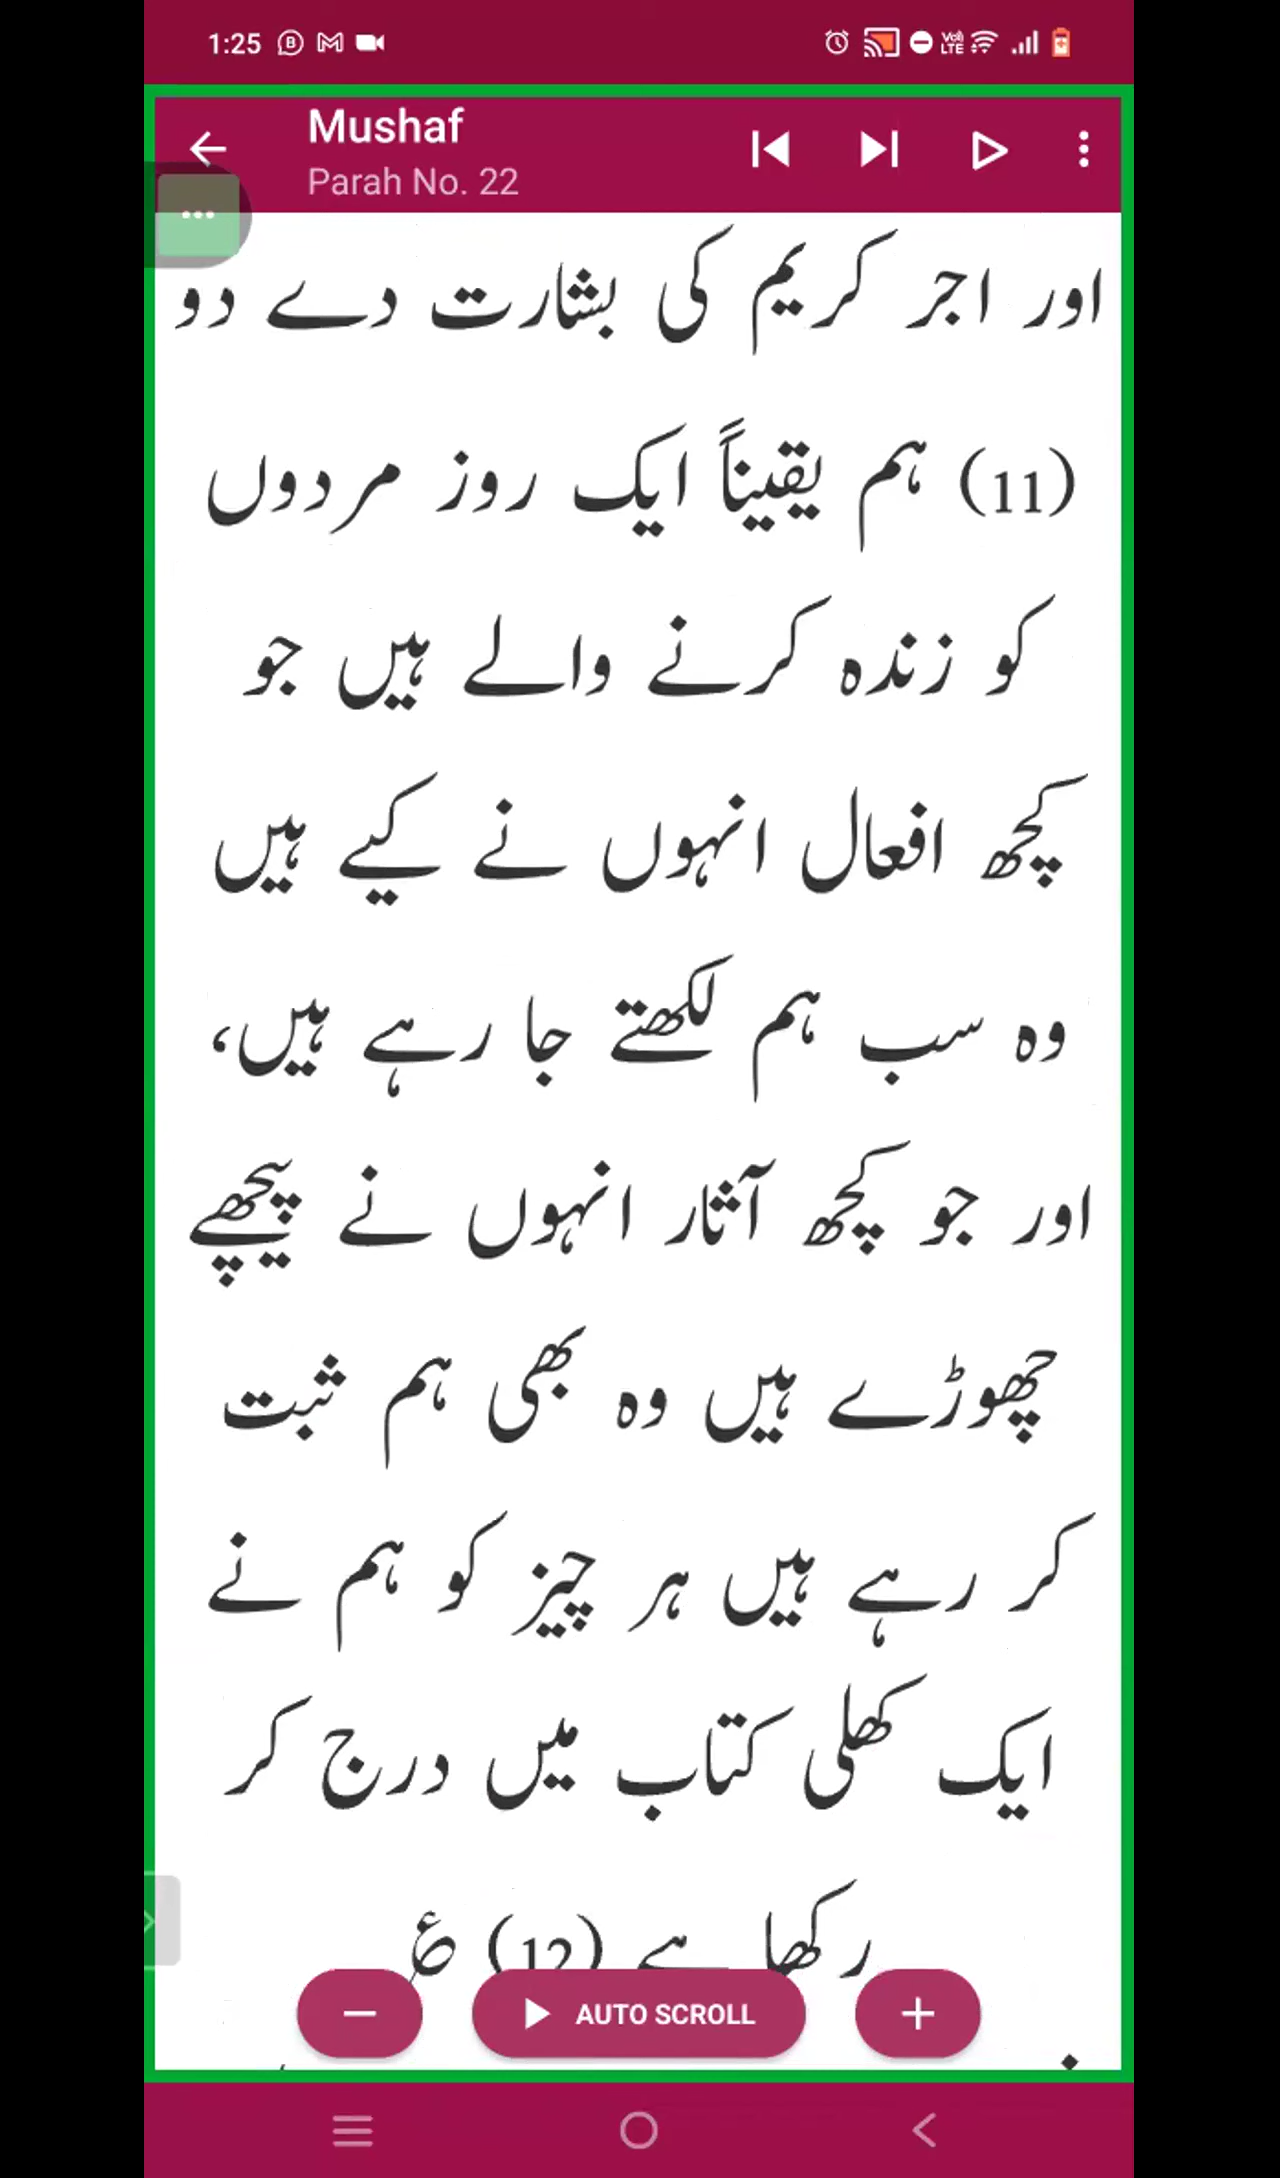 1:25
Mushaf
Parah No. 22
اور اجر کریم کی بشارت دے دو
(11) ہم یقیناً ایک روز مردوں
کو زندہ کرنے والے ہیں جو
کچھ افعال انہوں نے کیے ہیں
وہ سب ہم لکھتے جا رہے ہیں،
اور جو کچھ آثار انہوں نے پیچھے
چھوڑے ہیں وہ بھی ہم ثبت
کر رہے ہیں ہر چیز کو ہم نے
ایک کھلی کتاب میں درج کر
رکھا ہے (12) ع
AUTO SCROLL